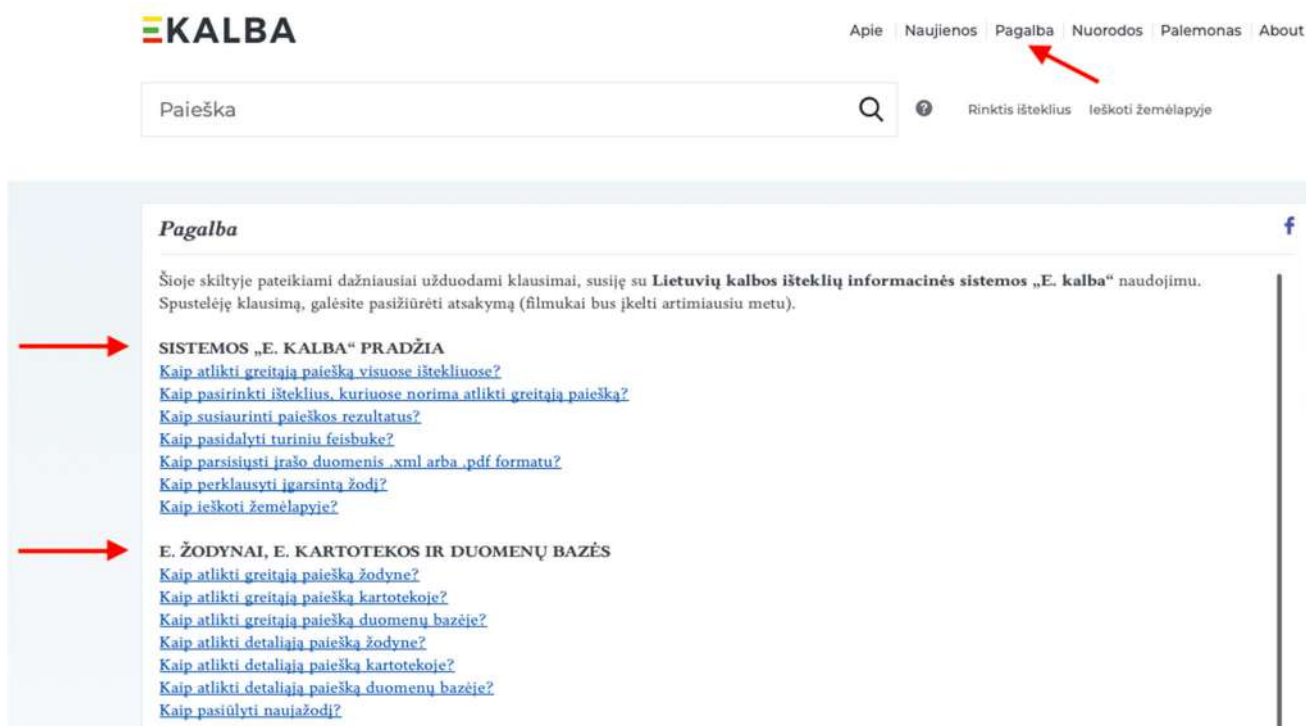 EKALBA
Apie Naujienos Pagalba Nuorodos Palemonas About
Paieška
Rinktis išteklius Ieškoti žemėlapyje
Pagalba
Šioje skiltyje pateikiami dažniausiai užduodami klausimai, susiję su Lietuvių kalbos išteklių informacinės sistemos „E. kalba“ naudojimu.
Spustelėję klausimą, galėsite pasižiūrėti atsakymą (filmukai bus įkelti artimiausiu metu).
SISTEMOS „E. KALBA“ PRADŽIA
Kaip atlikti greitąją paiešką visuose ištekliuose?
Kaip pasirinkti išteklius, kuriuose norima atlikti greitąją paiešką?
Kaip susiaurinti paieškos rezultatus?
Kaip pasidalyti turiniu feisbuke?
Kaip parsisiųsti įrašo duomenis .xml arba .pdf formatu?
Kaip perklausyti įgarsintą žodį?
Kaip ieškoti žemėlapyje?
E. ŽODYNAI, E. KARTOTEKOS IR DUOMENŲ BAZĖS
Kaip atlikti greitąją paiešką žodyne?
Kaip atlikti greitąją paiešką kartotekoje?
Kaip atlikti greitąją paiešką duomenų bazėje?
Kaip atlikti detaliąją paiešką žodyne?
Kaip atlikti detaliąją paiešką kartotekoje?
Kaip atlikti detaliąją paiešką duomenų bazėje?
Kaip pasiūlyti naujažodį?